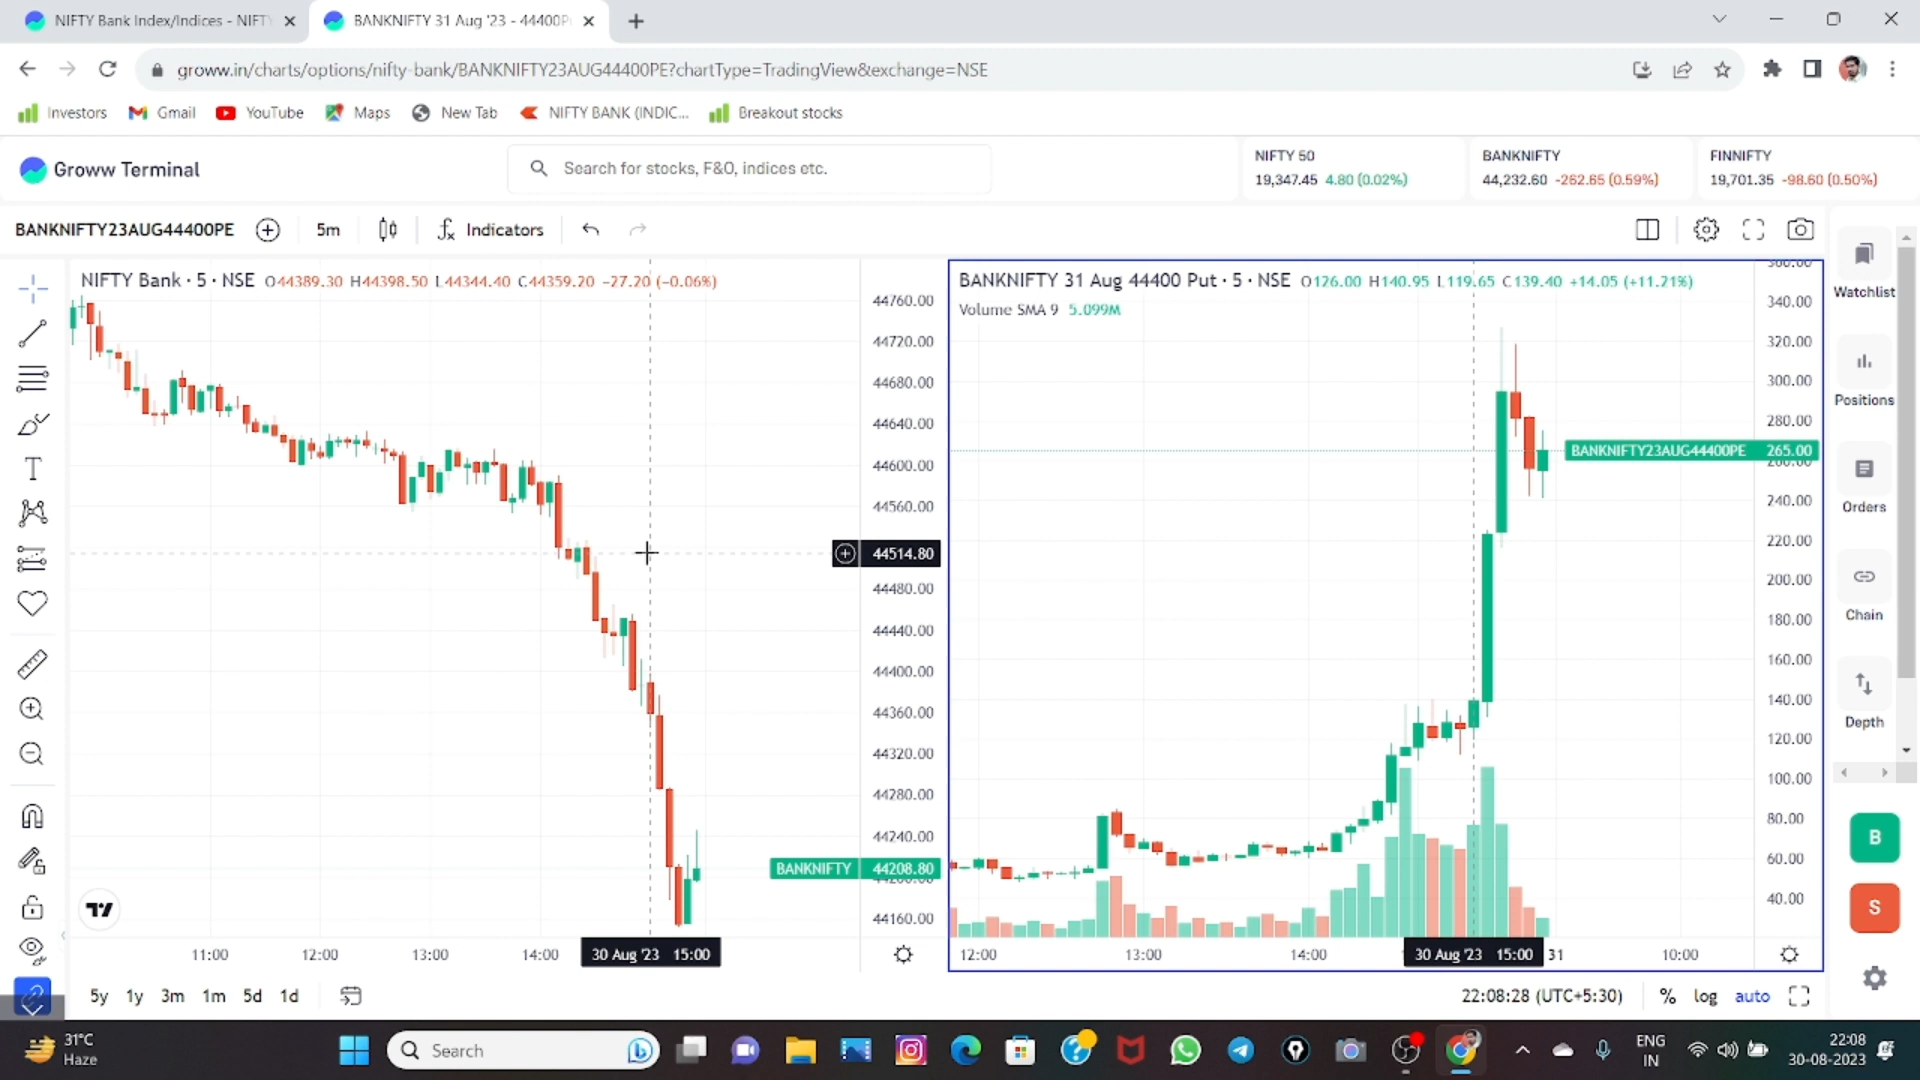 NIFTY Bank Index/Indices - NIFT
BANKNIFTY 31 Aug '23 - 44400P
groww.in/charts/options/nifty-bank/BANKNIFTY23AUG44400PE?chartType=TradingView&exchange=NSE
Investors Gmail YouTube Maps New Tab NIFTY BANK (INDIC... Breakout stocks
Groww Terminal
Search for stocks, F&O, indices etc.
NIFTY 50
19,347.45 4.80 (0.02%)
BANKNIFTY
44,232.60 -262.65 (0.59%)
FINNIFTY
19,701.35 -98.60 (0.50%)
BANKNIFTY23AUG44400PE 5m Indicators
NIFTY Bank · 5 · NSE O44389.30 H44398.50 L44344.40 C44359.20 −27.20 (−0.06%)
44760.00
44720.00
44680.00
44640.00
44600.00
44560.00
44514.80
44480.00
44440.00
44400.00
44360.00
44320.00
44280.00
44240.00
BANKNIFTY 44208.80
44160.00
11:00 12:00 13:00 14:00 30 Aug '23 15:00
BANKNIFTY 31 Aug 44400 Put · 5 · NSE O126.00 H140.95 L119.65 C139.40 +14.05 (+11.21%)
Volume SMA 9 5.099M
360.00
340.00
320.00
300.00
280.00
BANKNIFTY23AUG44400PE 265.00
260.00
240.00
220.00
200.00
180.00
160.00
140.00
120.00
100.00
80.00
60.00
40.00
12:00 13:00 14:00 30 Aug '23 15:00 31 10:00
Watchlist
Positions
Orders
Chain
Depth
B
S
5y 1y 3m 1m 5d 1d
22:08:28 (UTC+5:30) % log auto
31°C
Haze
Search
ENG
IN
22:08
30-08-2023